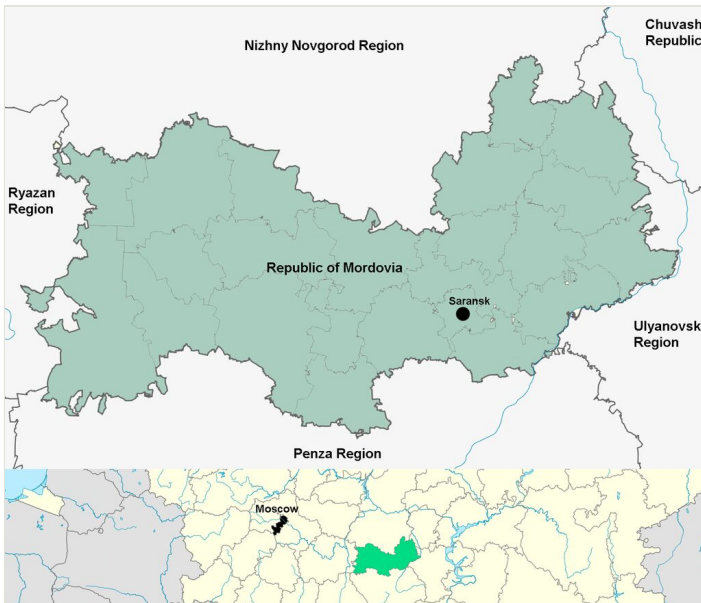 Nizhny Novgorod Region
Chuvash
Republic
Ryazan
Region
Republic of Mordovia
Saransk
Ulyanovsk
Region
Penza Region
Moscow